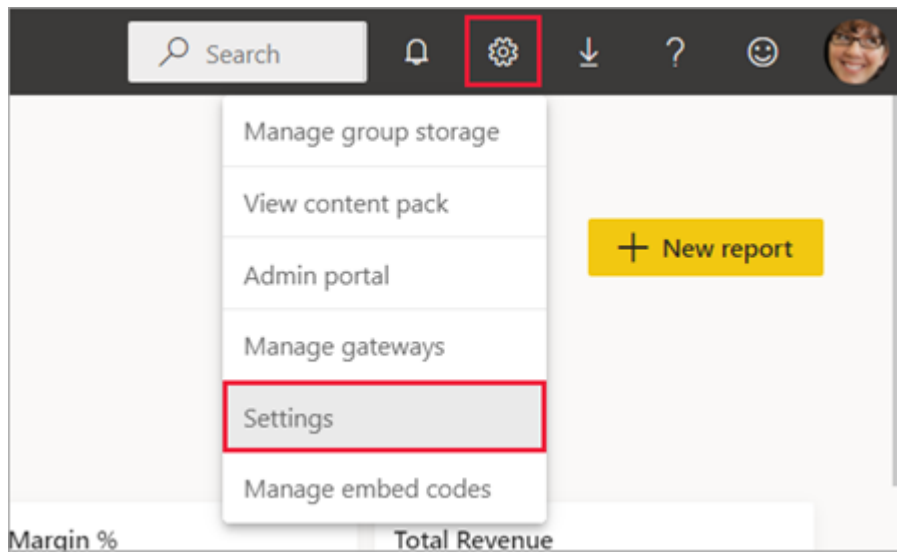 Search
?
Manage group storage
View content pack
+ New report
Admin portal
Manage gateways
Settings
Manage embed codes
Margin %
Total Revenue